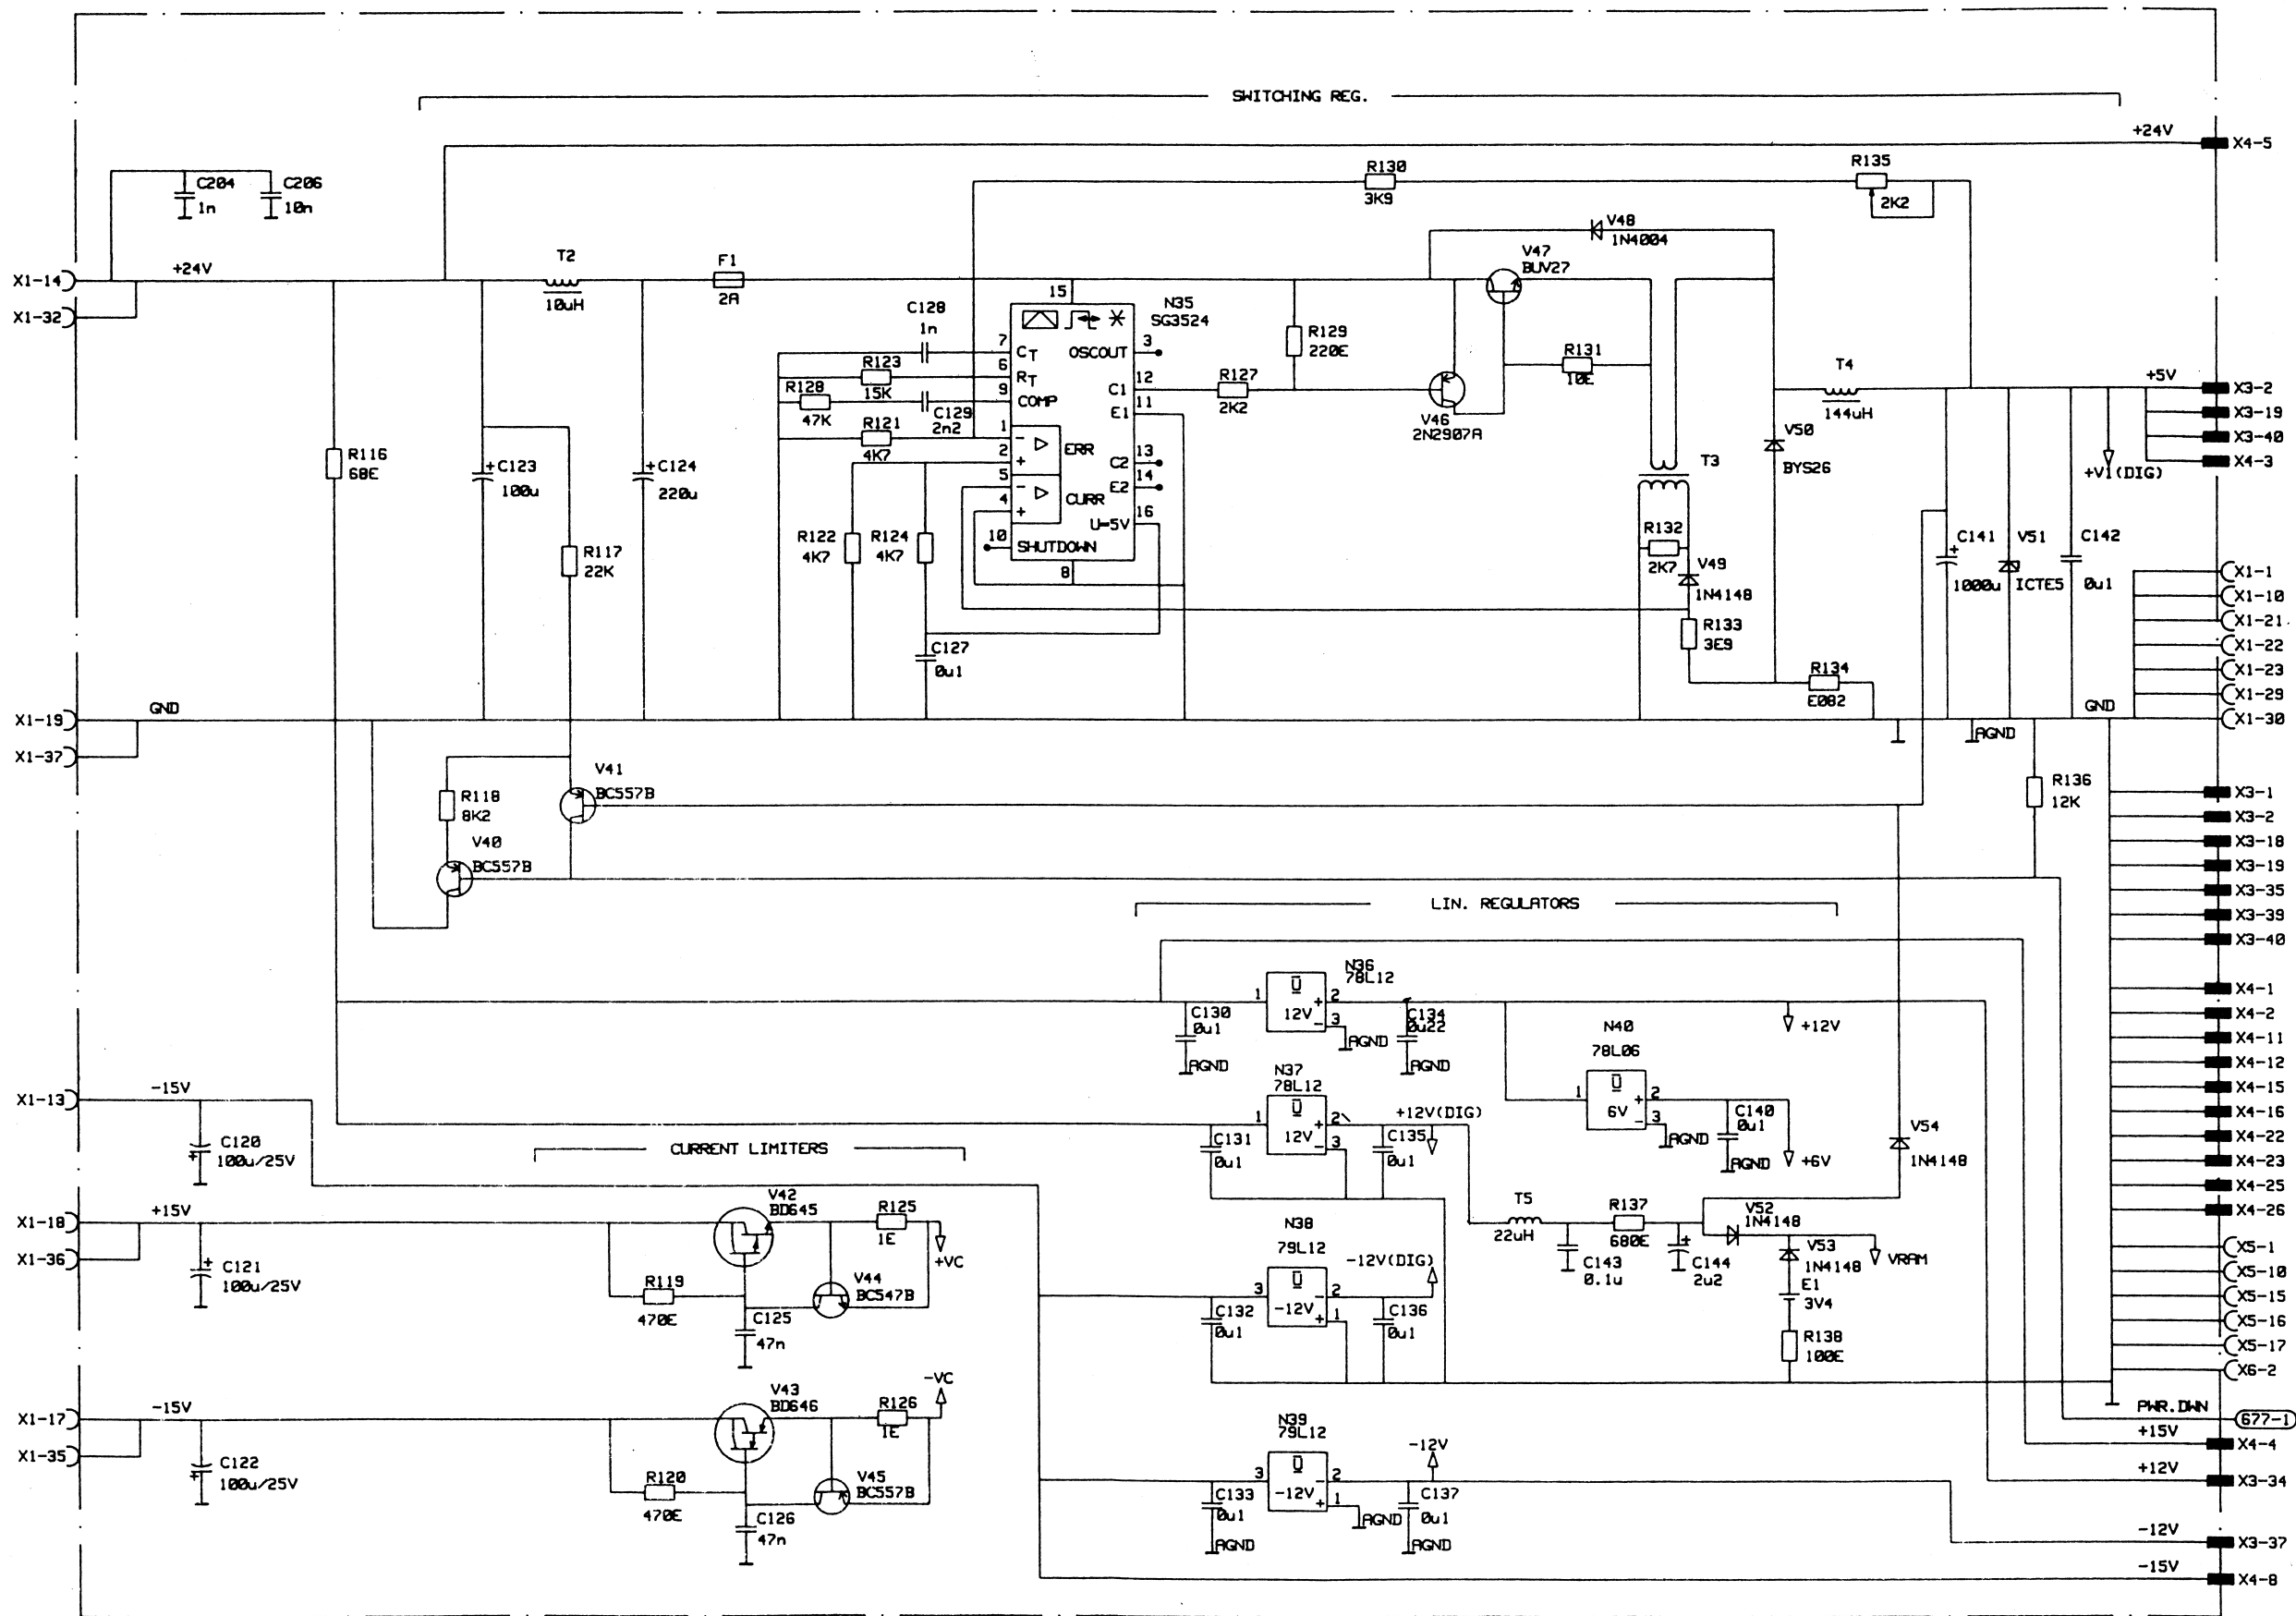 SWITCHING REG.
+24V
X4-5
R130
3K9
R135
2K2
C204
1n
C206
10n
V48
1N4004
V47
BUV27
X1-14
+24V
T2
10uH
F1
2A
X1-32
15
N35
SG3524
C128
1n
7
CT
OSCOUT
3
R129
220E
R123
15K
6
RT
R131
10E
T4
144uH
R128
47K
9
COMP
C1
12
R127
2K2
+5V
X3-2
C129
2n2
E1
11
V46
2N2907A
X3-19
R121
4K7
1
-
ERR
V50
BYS26
X3-40
2
+
C2
13
T3
X4-3
R116
68E
+C123
100u
+C124
220u
5
-
E2
14
+V1(DIG)
4
+
CURR
U=5V
16
R122
4K7
R124
4K7
10
SHUTDOWN
8
R132
2K7
C141
+
1000u
V51
ICTE5
C142
0u1
R117
22K
V49
1N4148
X1-1
X1-10
R133
3E9
X1-21
C127
0u1
X1-22
R134
E082
X1-23
X1-29
X1-19
GND
GND
X1-30
X1-37
AGND
V41
BC557B
R118
8K2
R136
12K
X3-1
X3-2
V40
BC557B
X3-18
X3-19
X3-35
LIN. REGULATORS
X3-39
X3-40
N36
78L12
1
U
12V
+
2
-
3
AGND
C130
0u1
AGND
C134
0u22
AGND
+12V
X4-1
X4-2
N40
78L06
1
U
6V
+
2
-
3
AGND
C140
0u1
AGND
+6V
X4-11
X4-12
X4-15
X4-16
X1-13
-15V
N37
78L12
1
U
12V
+
2
-
3
+12V(DIG)
C131
0u1
C135
0u1
V54
1N4148
X4-22
X4-23
C120
+
100u/25V
CURRENT LIMITERS
X4-25
X4-26
X1-18
+15V
V42
BD645
R125
1E
+VC
T5
22uH
R137
680E
V52
1N4148
X1-36
C121
+
100u/25V
N38
79L12
-12V(DIG)
C143
0.1u
+
C144
2u2
V53
1N4148
VRAM
X5-1
R119
470E
V44
BC547B
3
U
-12V
-
2
+
1
E1
3V4
X5-10
X5-15
C125
47n
C132
0u1
C136
0u1
R138
100E
X5-16
X5-17
X6-2
X1-17
-15V
V43
BD646
-VC
R126
1E
PWR.DWN
677-1
X1-35
C122
+
100u/25V
N39
79L12
-12V
+15V
X4-4
R120
470E
V45
BC557B
3
U
-12V
-
2
+
1
AGND
+12V
X3-34
C126
47n
C133
0u1
AGND
C137
0u1
AGND
-12V
X3-37
-15V
X4-8